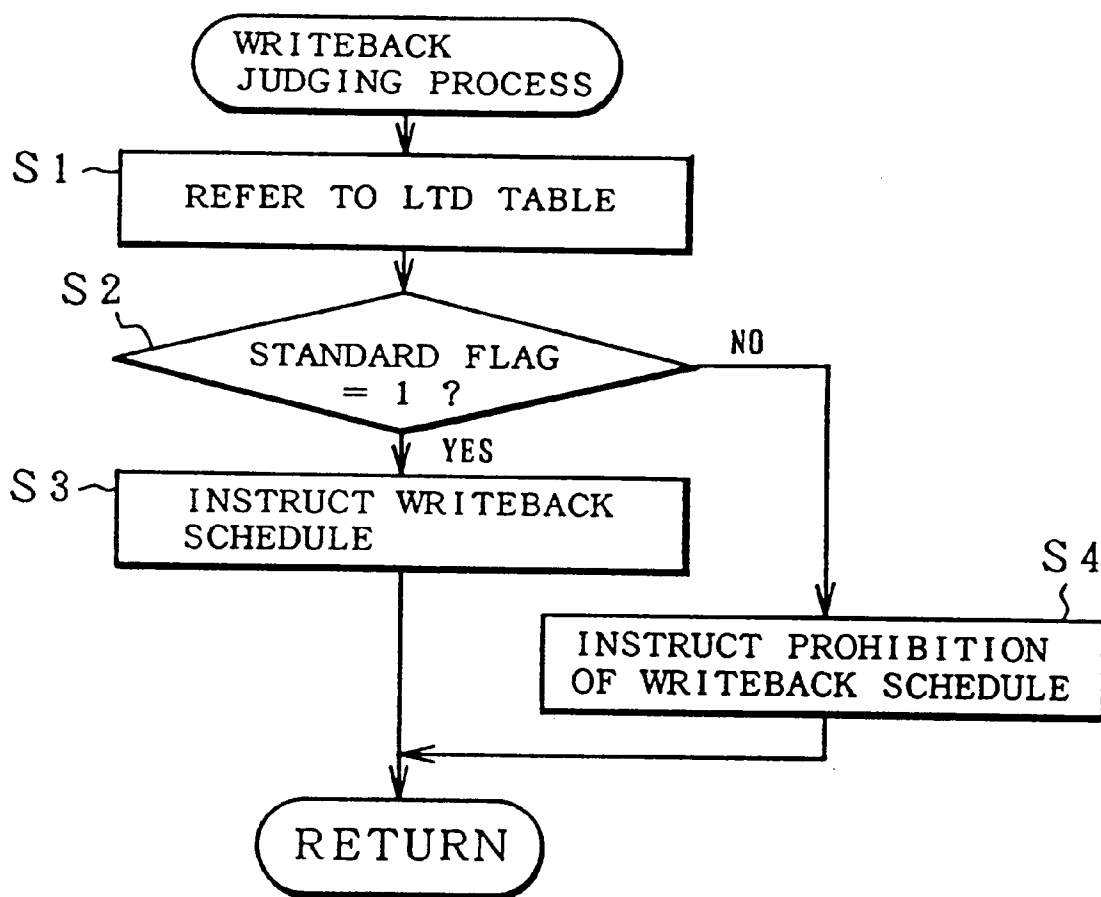 WRITEBACK
JUDGING PROCESS
S1
REFER TO LTD TABLE
S2
STANDARD FLAG
= 1 ?
NO
YES
S3
INSTRUCT WRITEBACK
SCHEDULE
S4
INSTRUCT PROHIBITION
OF WRITEBACK SCHEDULE
RETURN